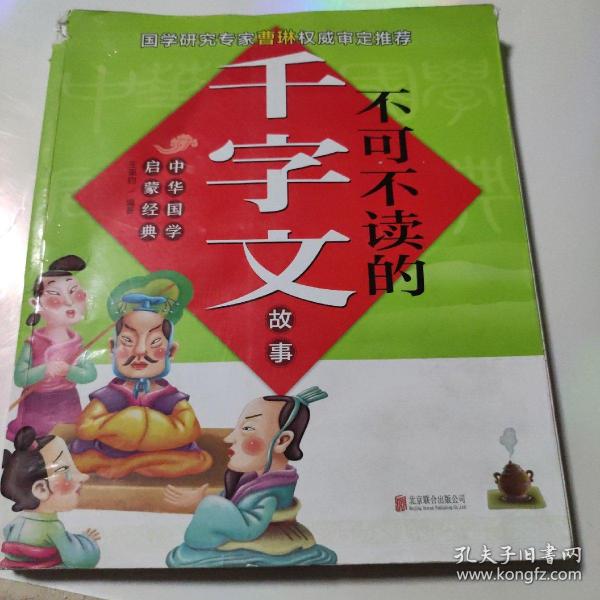 国学研究专家曹琳权威审定推荐
不可不读的
千字文
故事
中华国学
启蒙经典
编著
北京联合出版公司
孔夫子旧书网
www.kongfz.com